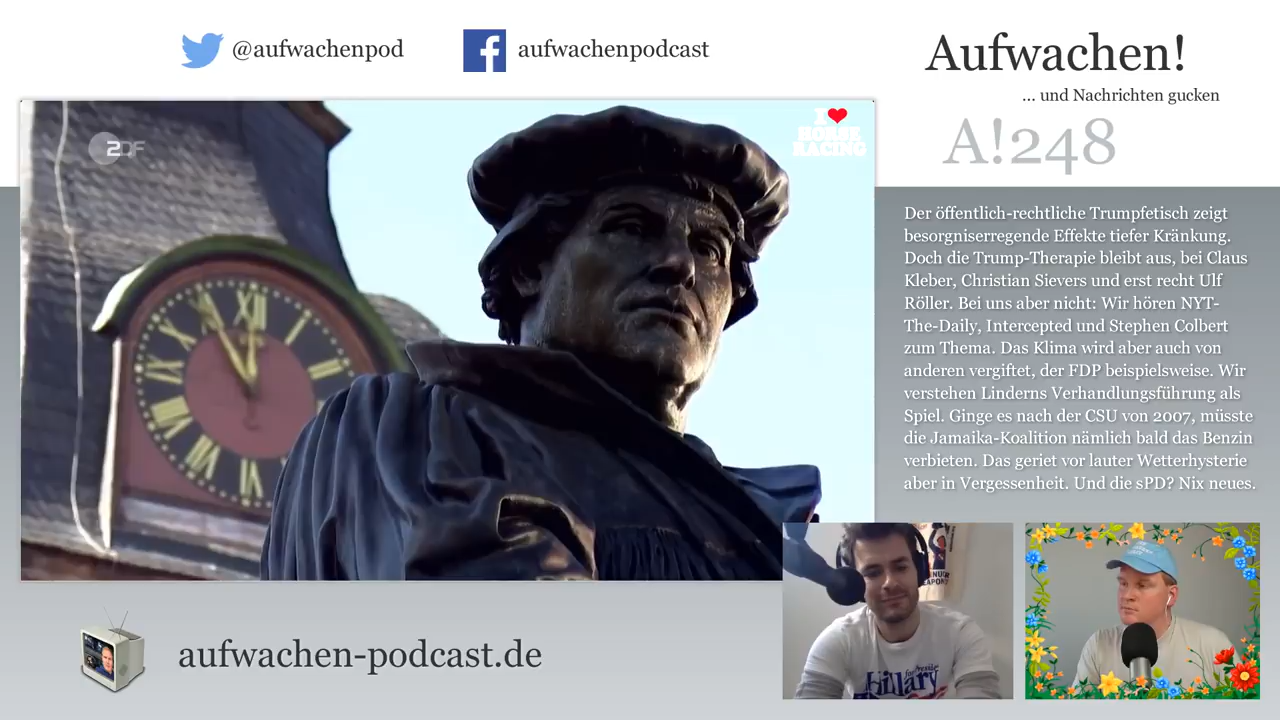 @aufwachenpod
aufwachenpodcast
Aufwachen!
... und Nachrichten gucken
A!248
ZDF
I
HORSE
RACING
Der öffentlich-rechtliche Trumpfetisch zeigt
besorgniserregende Effekte tiefer Kränkung.
Doch die Trump-Therapie bleibt aus, bei Claus
Kleber, Christian Sievers und erst recht Ulf
Röller. Bei uns aber nicht: Wir hören NYT-
The-Daily, Intercepted und Stephen Colbert
zum Thema. Das Klima wird aber auch von
anderen vergiftet, der FDP beispielsweise. Wir
verstehen Linderns Verhandlungsführung als
Spiel. Ginge es nach der CSU von 2007, müsste
die Jamaika-Koalition nämlich bald das Benzin
verbieten. Das geriet vor lauter Wetterhysterie
aber in Vergessenheit. Und die sPD? Nix neues.
XII
Hillary
aufwachen-podcast.de